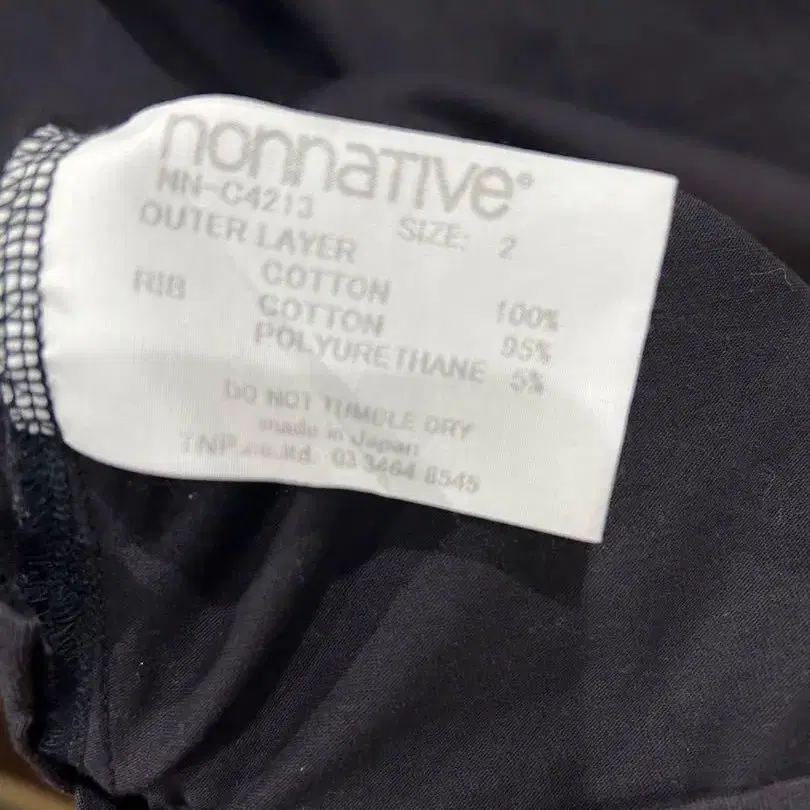 nonnative®
NN-C4213
SIZE: 2
OUTER LAYER
COTTON 100%
RIB COTTON 95%
POLYURETHANE 5%
DO NOT TUMBLE DRY
made in Japan
TNP co.ltd. 03 3464 8545